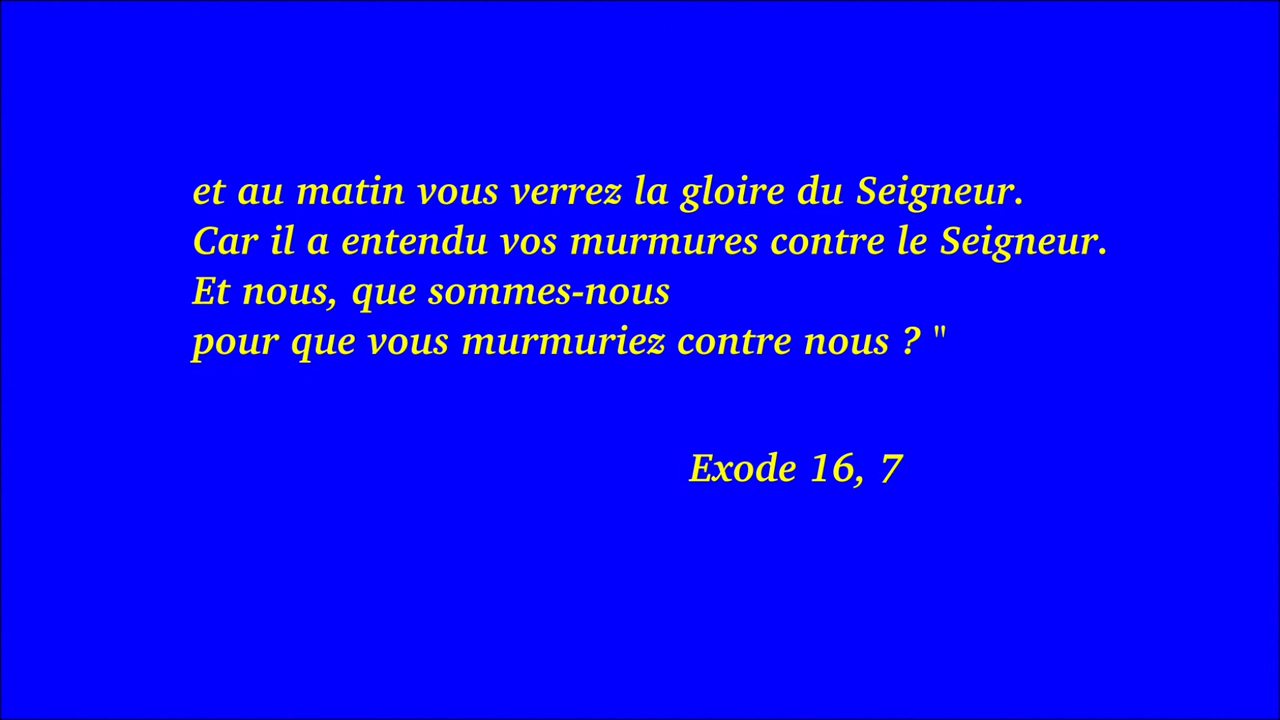 et au matin vous verrez la gloire du Seigneur.
Car il a entendu vos murmures contre le Seigneur.
Et nous, que sommes-nous
pour que vous murmuriez contre nous ? "
Exode 16, 7